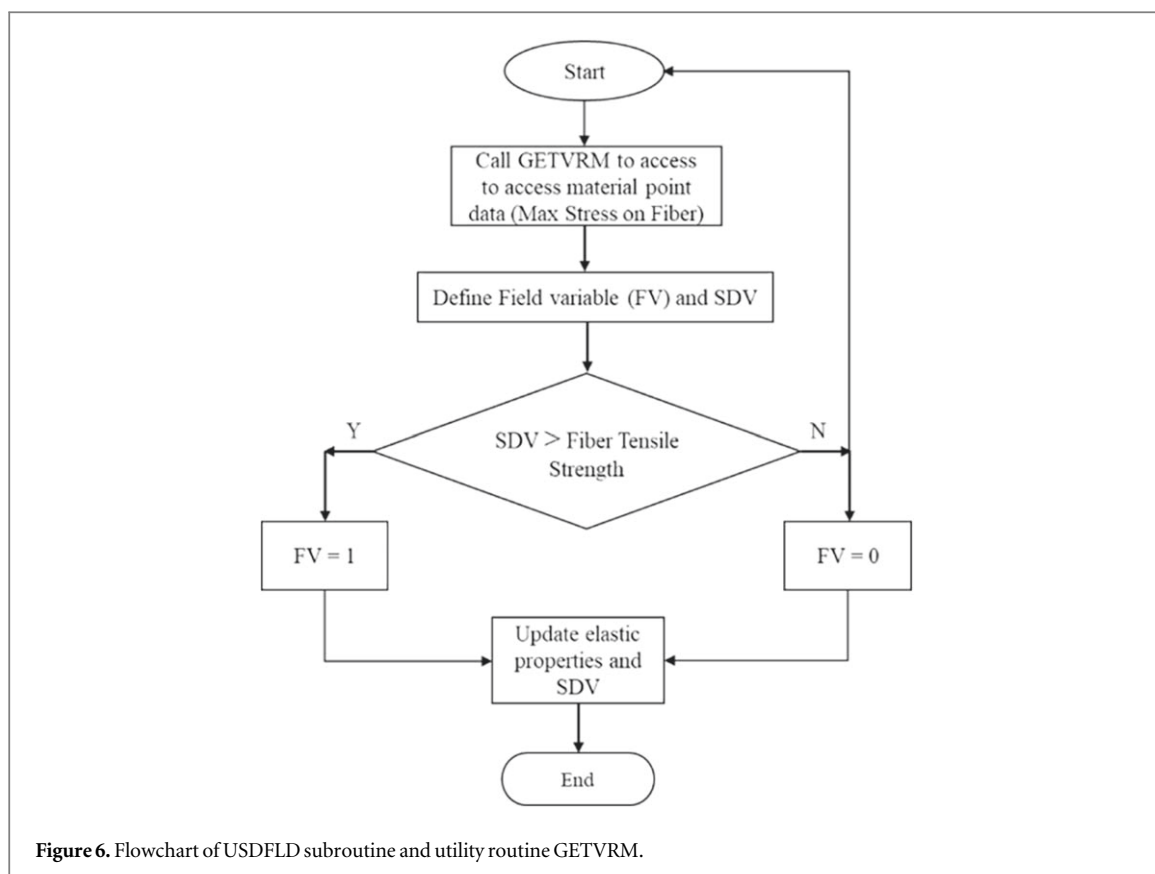 Start
Call GETVRM to access
to access material point
data (Max Stress on Fiber)
Define Field variable (FV) and SDV
Y
N
SDV > Fiber Tensile
Strength
FV = 1
FV = 0
Update elastic
properties and
SDV
End
Figure 6. Flowchart of USDFLD subroutine and utility routine GETVRM.